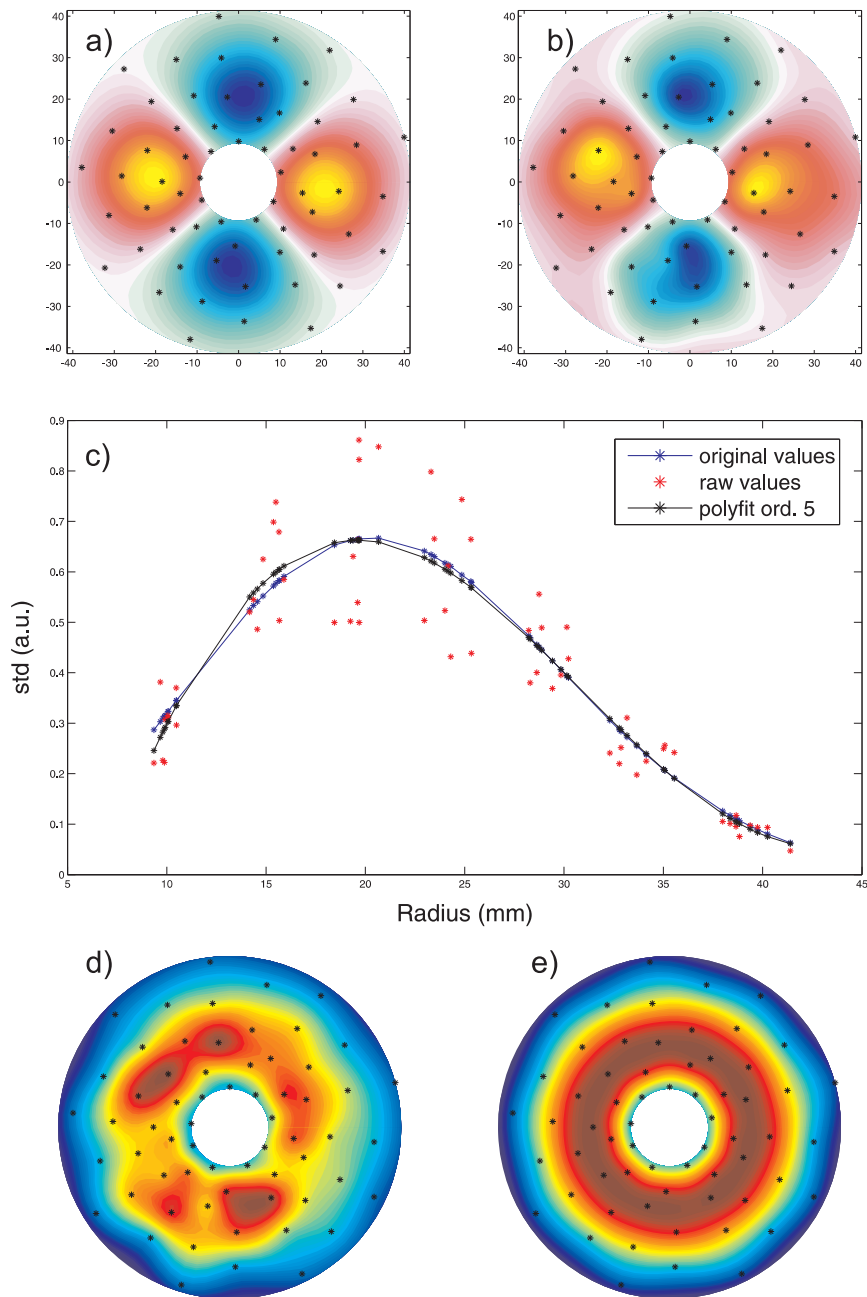 a)
b)
40
30
20
10
0
-10
-20
-30
-40
-40 -30 -20 -10 0 10 20 30 40
40
30
20
10
0
-10
-20
-30
-40
-40 -30 -20 -10 0 10 20 30 40
c)
0.9
0.8
0.7
0.6
0.5
0.4
0.3
0.2
0.1
0
std (a.u.)
original values
raw values
polyfit ord. 5
5 10 15 20 25 30 35 40 45
Radius (mm)
d)
e)